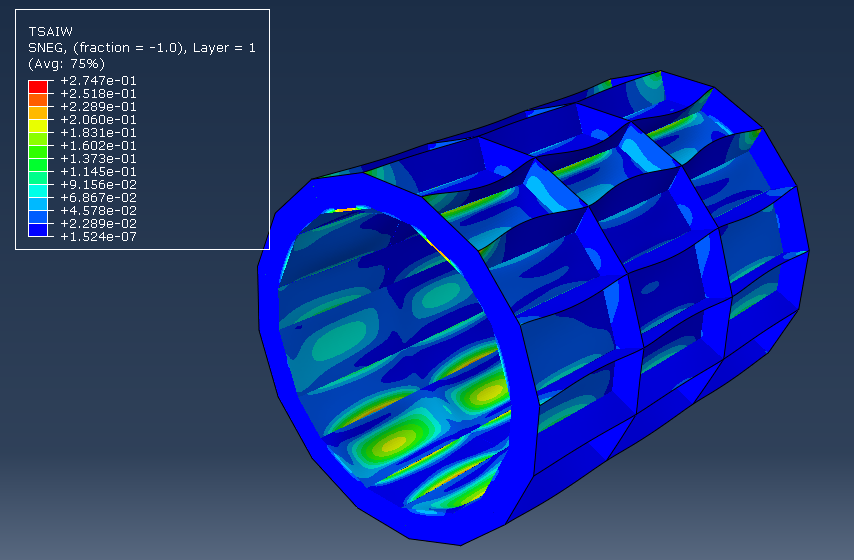 TSAIW
SNEG, (fraction = -1.0), Layer = 1
(Avg: 75%)
+2.747e-01
+2.518e-01
+2.289e-01
+2.060e-01
+1.831e-01
+1.602e-01
+1.373e-01
+1.145e-01
+9.156e-02
+6.867e-02
+4.578e-02
+2.289e-02
+1.524e-07